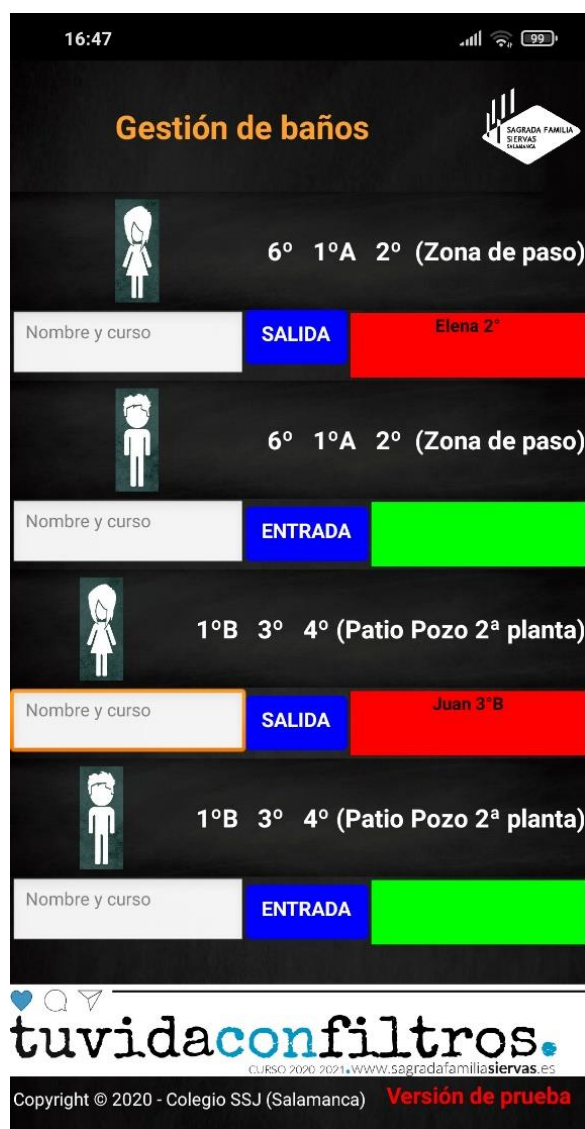 16:47
99
Gestión de baños
SAGRADA FAMILIA
SIERVAS
SALAMANCA
6º 1ºA 2º (Zona de paso)
Nombre y curso SALIDA Elena 2°
6º 1ºA 2º (Zona de paso)
Nombre y curso ENTRADA
1ºB 3º 4º (Patio Pozo 2ª planta)
Nombre y curso SALIDA Juan 3°B
1ºB 3º 4º (Patio Pozo 2ª planta)
Nombre y curso ENTRADA
tuvidaconfiltros.
CURSO 2020 2021. www.sagradafamiliasiervas.es
Copyright © 2020 - Colegio SSJ (Salamanca) Versión de prueba